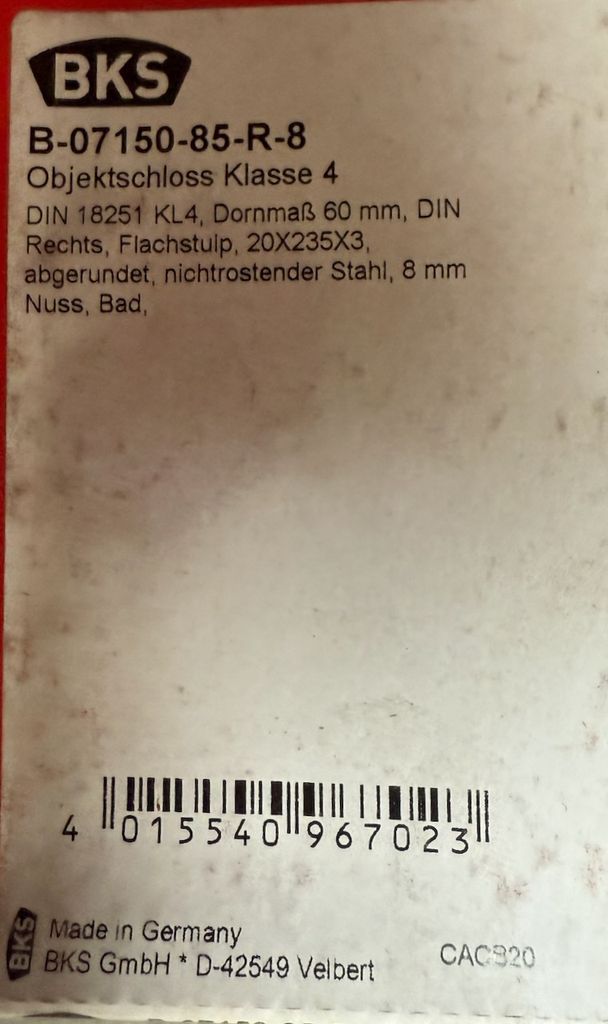 BKS
B-07150-85-R-8
Objektschloss Klasse 4
DIN 18251 KL4, Dornmaß 60 mm, DIN
Rechts, Flachstulp, 20X235X3,
abgerundet, nichtrostender Stahl, 8 mm
Nuss, Bad,
4 015540 967023
BKS
Made in Germany
BKS GmbH * D-42549 Velbert